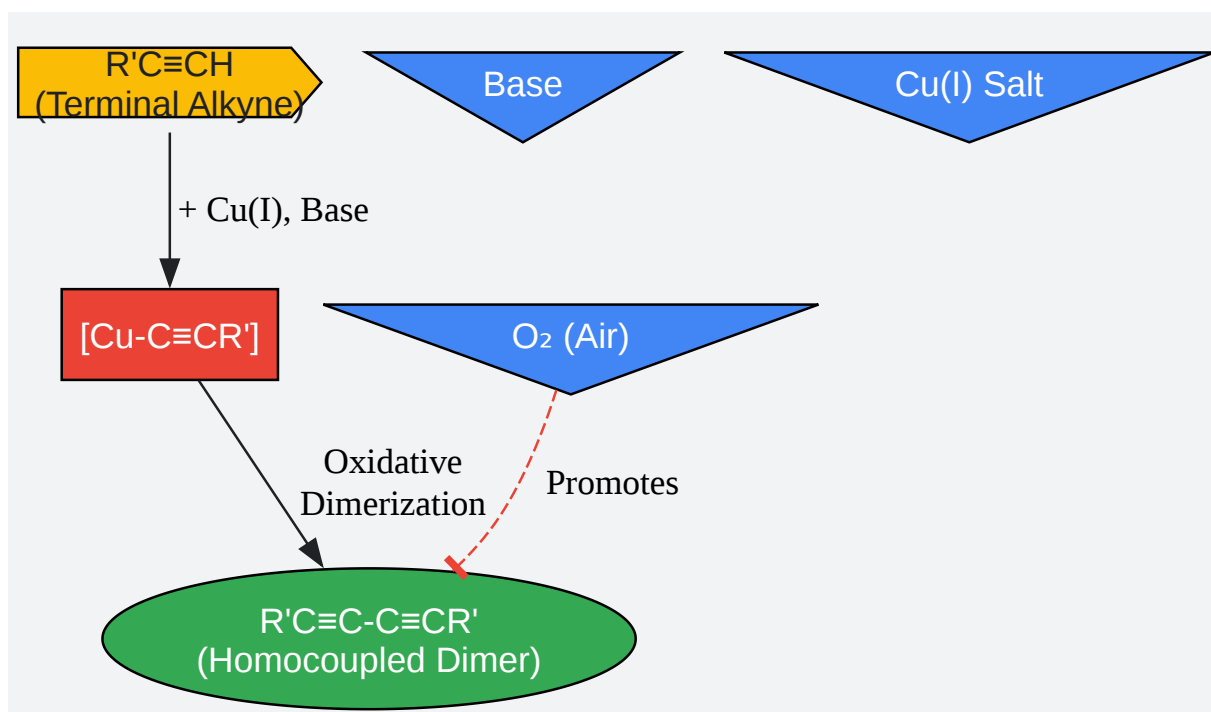 R'C≡CH
(Terminal Alkyne)
Base
Cu(I) Salt
+ Cu(I), Base
[Cu-C≡CR']
O₂ (Air)
Oxidative
Dimerization
Promotes
R'C≡C-C≡CR'
(Homocoupled Dimer)